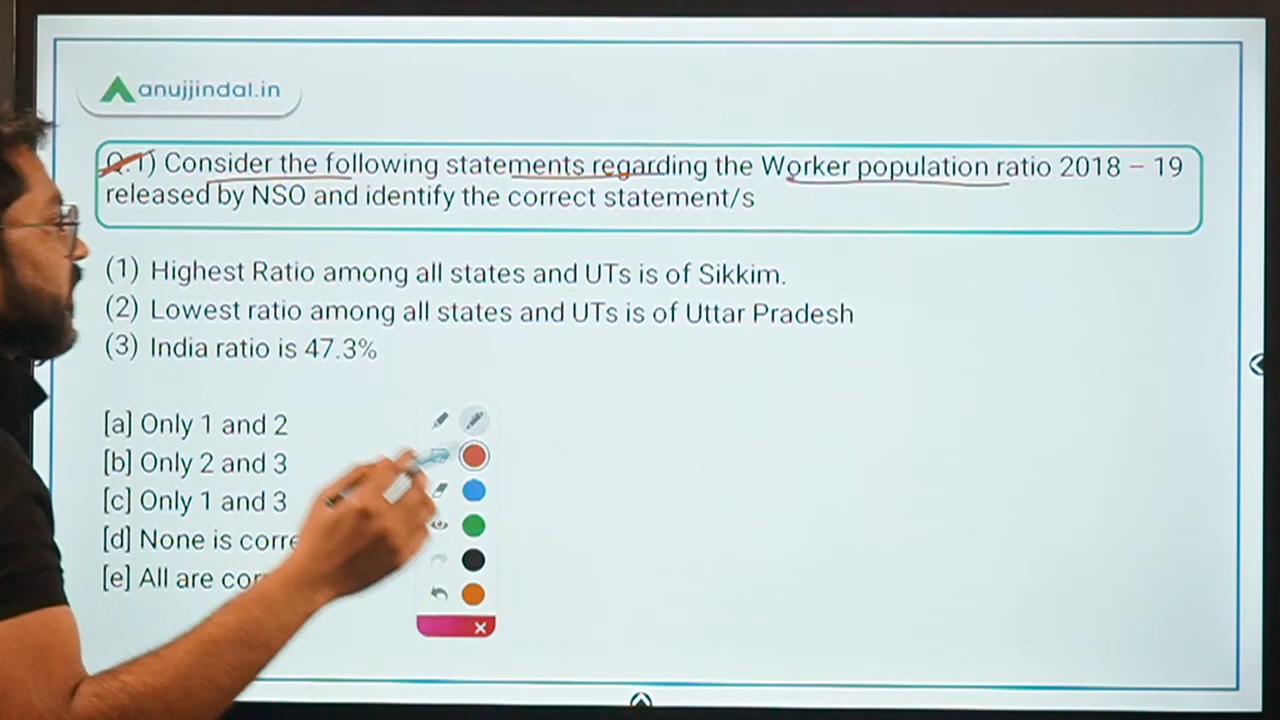 anujjindal.in
Q.1) Consider the following statements regarding the Worker population ratio 2018 – 19
released by NSO and identify the correct statement/s
(1) Highest Ratio among all states and UTs is of Sikkim.
(2) Lowest ratio among all states and UTs is of Uttar Pradesh
(3) India ratio is 47.3%
[a] Only 1 and 2
[b] Only 2 and 3
[c] Only 1 and 3
[d] None is
[e] All are